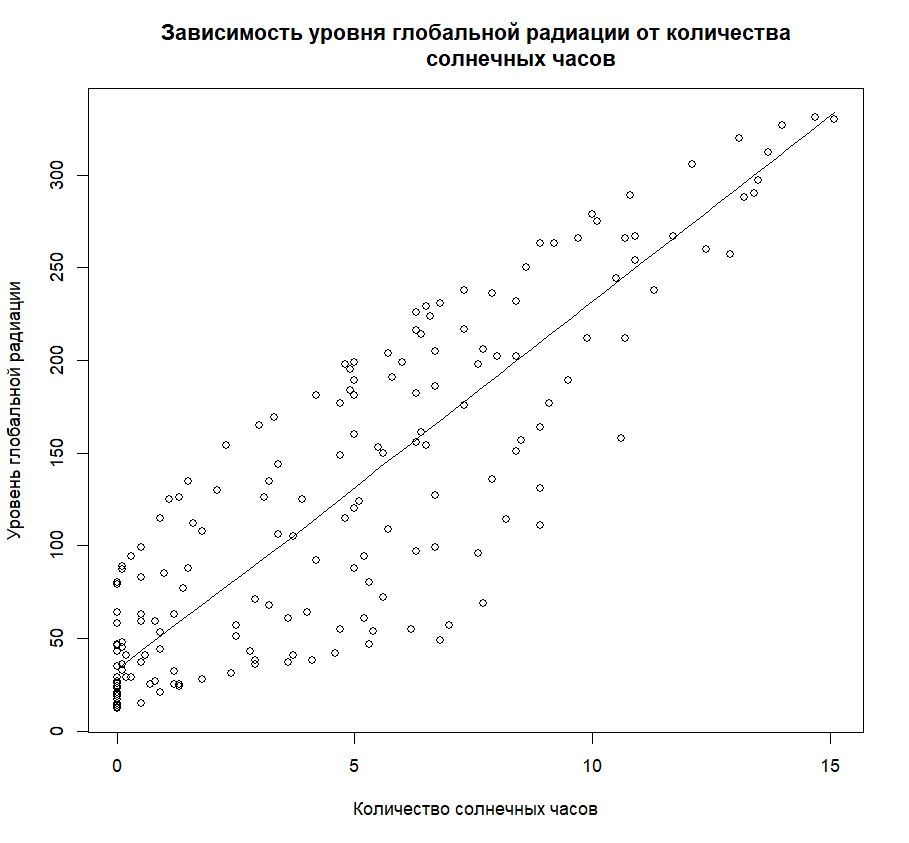 Зависимость уровня глобальной радиации от количества
солнечных часов
Уровень глобальной радиации
300
250
200
150
100
50
0
0 5 10 15
Количество солнечных часов